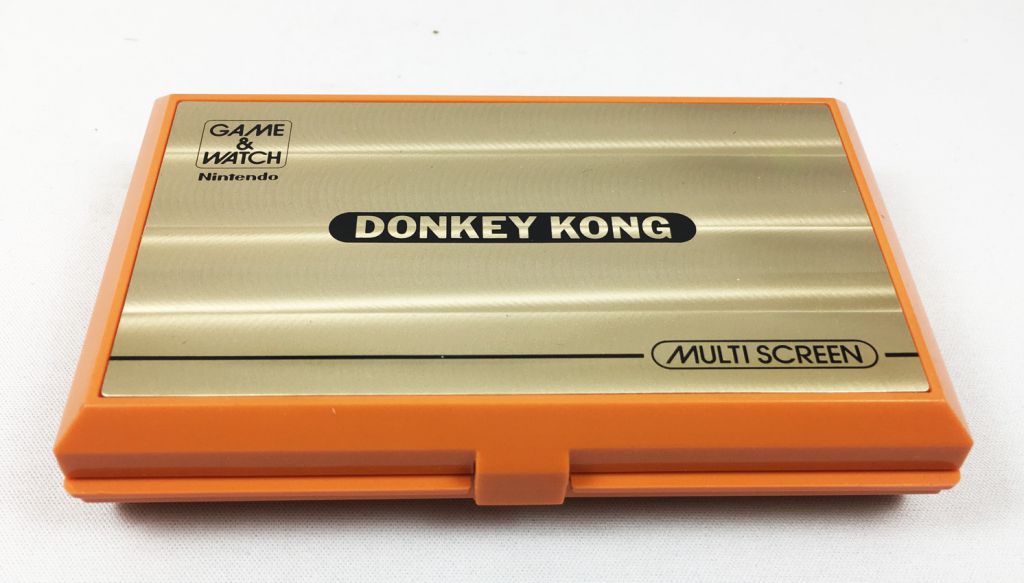 GAME
&
WATCH
Nintendo
DONKEY KONG
MULTI SCREEN